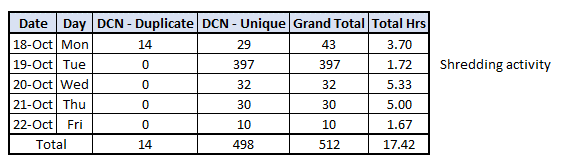 Date Day DCN - Duplicate DCN - Unique Grand Total Total Hrs
18-Oct Mon 14 29 43 3.70
19-Oct Tue 0 397 397 1.72 Shredding activity
20-Oct Wed 0 32 32 5.33
21-Oct Thu 0 30 30 5.00
22-Oct Fri 0 10 10 1.67
Total 14 498 512 17.42